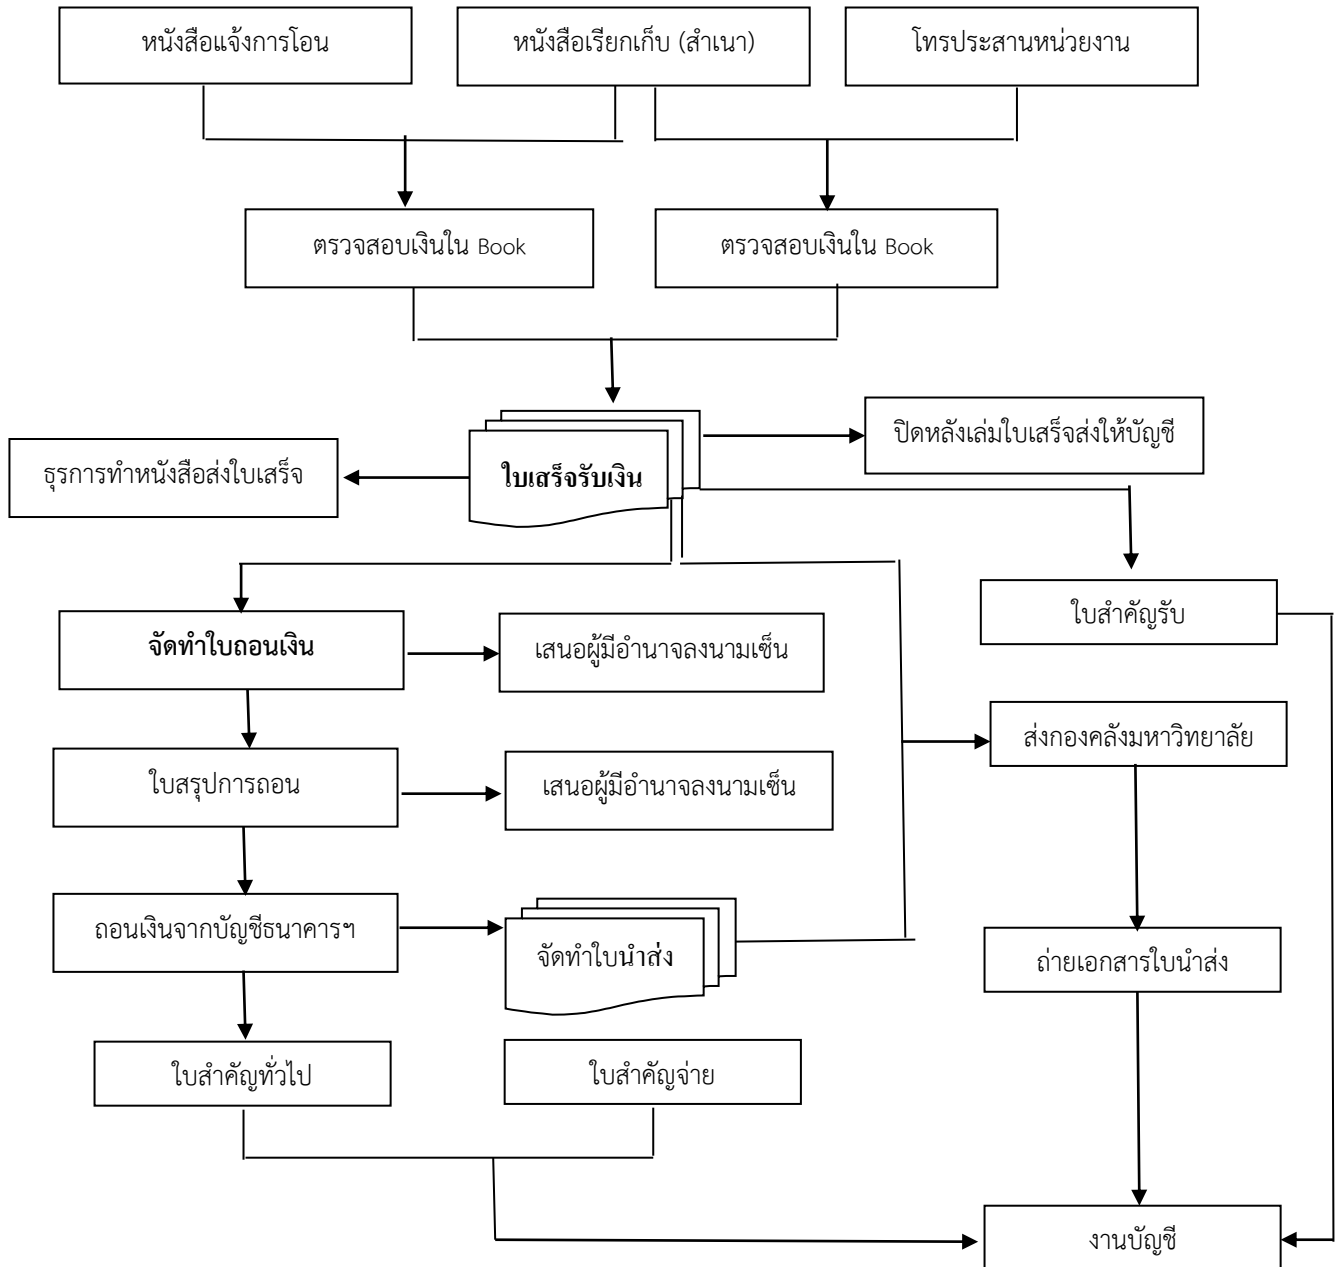 หนังสือแจ้งการโอน
หนังสือเรียกเก็บ (สำเนา)
โทรประสานหน่วยงาน
ตรวจสอบเงินใน Book
ตรวจสอบเงินใน Book
ปิดหลังเล่มใบเสร็จส่งให้บัญชี
ธุรการทำหนังสือส่งใบเสร็จ
ใบเสร็จรับเงิน
ใบสำคัญรับ
จัดทำใบถอนเงิน
เสนอผู้มีอำนาจลงนามเซ็น
ส่งกองคลังมหาวิทยาลัย
ใบสรุปการถอน
เสนอผู้มีอำนาจลงนามเซ็น
ถอนเงินจากบัญชีธนาคารฯ
จัดทำใบนำส่ง
ถ่ายเอกสารใบนำส่ง
ใบสำคัญทั่วไป
ใบสำคัญจ่าย
งานบัญชี